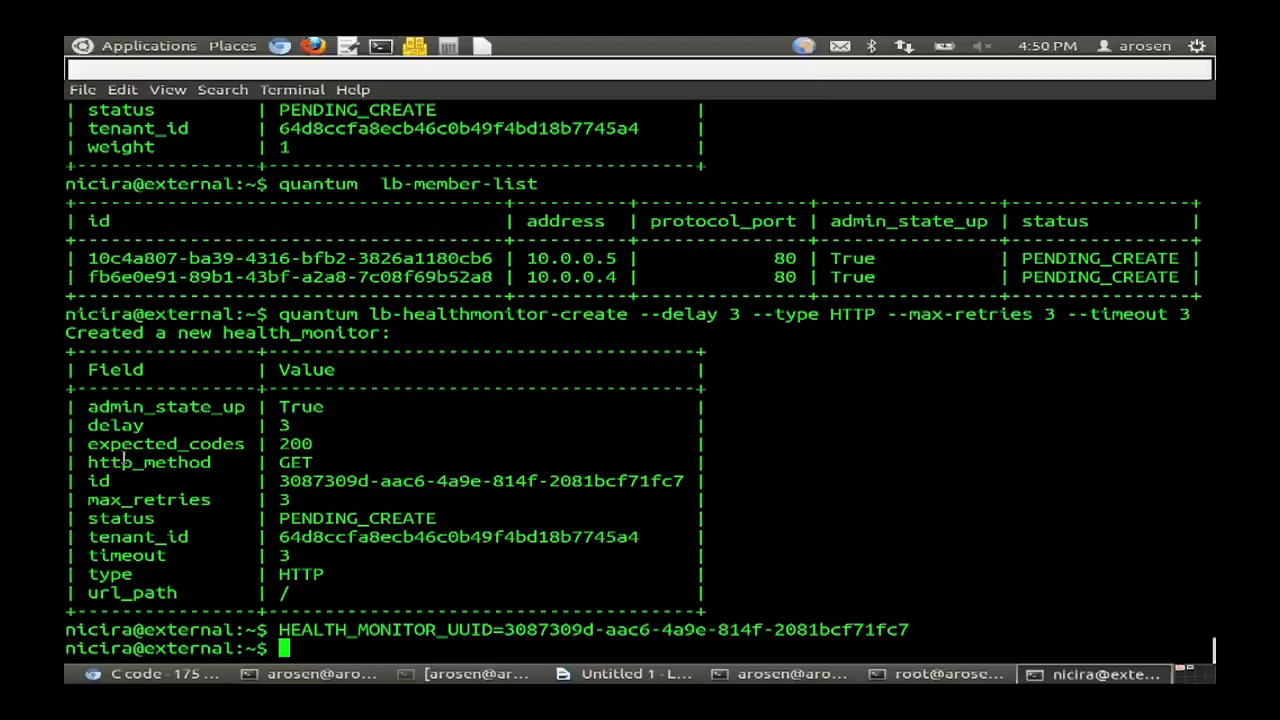 Applications Places 4:50 PM arosen
File Edit View Search Terminal Help
| status | PENDING_CREATE |
| tenant_id | 64d8ccfa8ecb46c0b49f4bd18b7745a4 |
| weight | 1 |
nicira@external:~$ quantum  lb-member-list
| id | address | protocol_port | admin_state_up | status |
| 10c4a807-ba39-4316-bfb2-3826a1180cb6 | 10.0.0.5 | 80 | True | PENDING_CREATE |
| fb6e0e91-89b1-43bf-a2a8-7c08f69b52a8 | 10.0.0.4 | 80 | True | PENDING_CREATE |
nicira@external:~$ quantum lb-healthmonitor-create --delay 3 --type HTTP --max-retries 3 --timeout 3
Created a new health_monitor:
| Field | Value |
| admin_state_up | True |
| delay | 3 |
| expected_codes | 200 |
| http_method | GET |
| id | 3087309d-aac6-4a9e-814f-2081bcf71fc7 |
| max_retries | 3 |
| status | PENDING_CREATE |
| tenant_id | 64d8ccfa8ecb46c0b49f4bd18b7745a4 |
| timeout | 3 |
| type | HTTP |
| url_path | / |
nicira@external:~$ HEALTH_MONITOR_UUID=3087309d-aac6-4a9e-814f-2081bcf71fc7
nicira@external:~$
C code - 175 ... arosen@aro... [arosen@ar... Untitled 1 - L... arosen@aro... root@arose... nicira@exte...